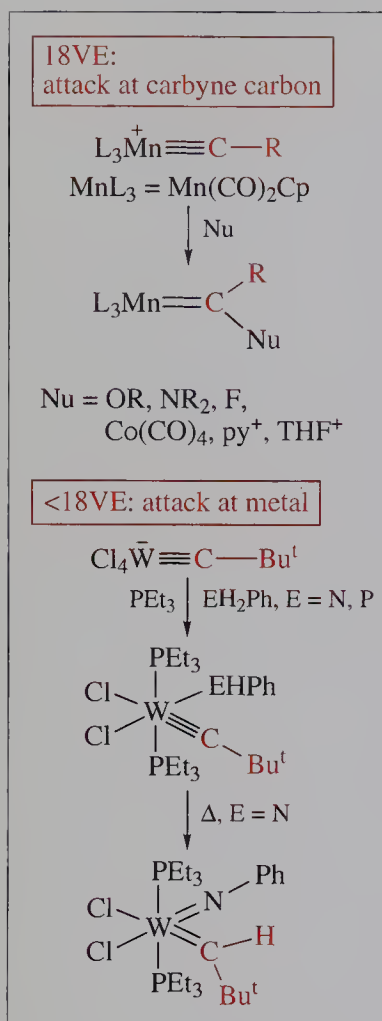 18VE:
attack at carbyne carbon
L₃Mn⁺≡C—R
MnL₃ = Mn(CO)₂Cp
Nu
R
L₃Mn=C
Nu
Nu = OR, NR₂, F,
Co(CO)₄, py⁺, THF⁺
<18VE: attack at metal
Cl₄W̄≡C—Buᵗ
PEt₃ EH₂Ph, E = N, P
PEt₃
Cl EHPh
W
Cl C
PEt₃ Buᵗ
Δ, E = N
PEt₃ Ph
Cl N
W H
Cl C
PEt₃ Buᵗ